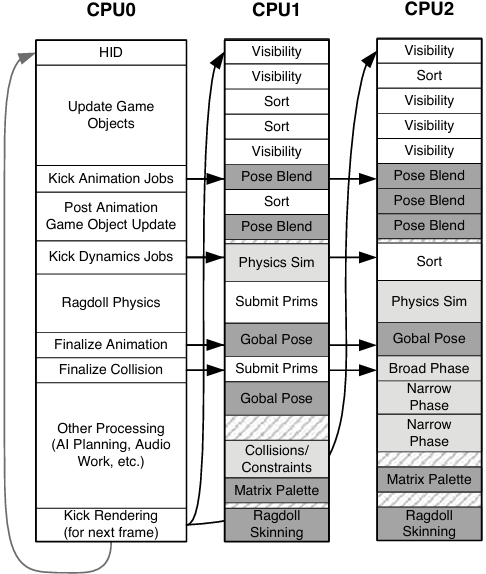 CPU0
HID
Update Game
Objects
Kick Animation Jobs
Post Animation
Game Object Update
Kick Dynamics Jobs
Ragdoll Physics
Finalize Animation
Finalize Collision
Other Processing
(AI Planning, Audio
Work, etc.)
Kick Rendering
(for next frame)
CPU1
Visibility
Visibility
Sort
Sort
Visibility
Pose Blend
Sort
Pose Blend
Physics Sim
Submit Prims
Gobal Pose
Submit Prims
Gobal Pose
Collisions/
Constraints
Matrix Palette
Ragdoll
Skinning
CPU2
Visibility
Sort
Visibility
Visibility
Visibility
Pose Blend
Pose Blend
Pose Blend
Sort
Physics Sim
Gobal Pose
Broad Phase
Narrow
Phase
Narrow
Phase
Matrix Palette
Ragdoll
Skinning